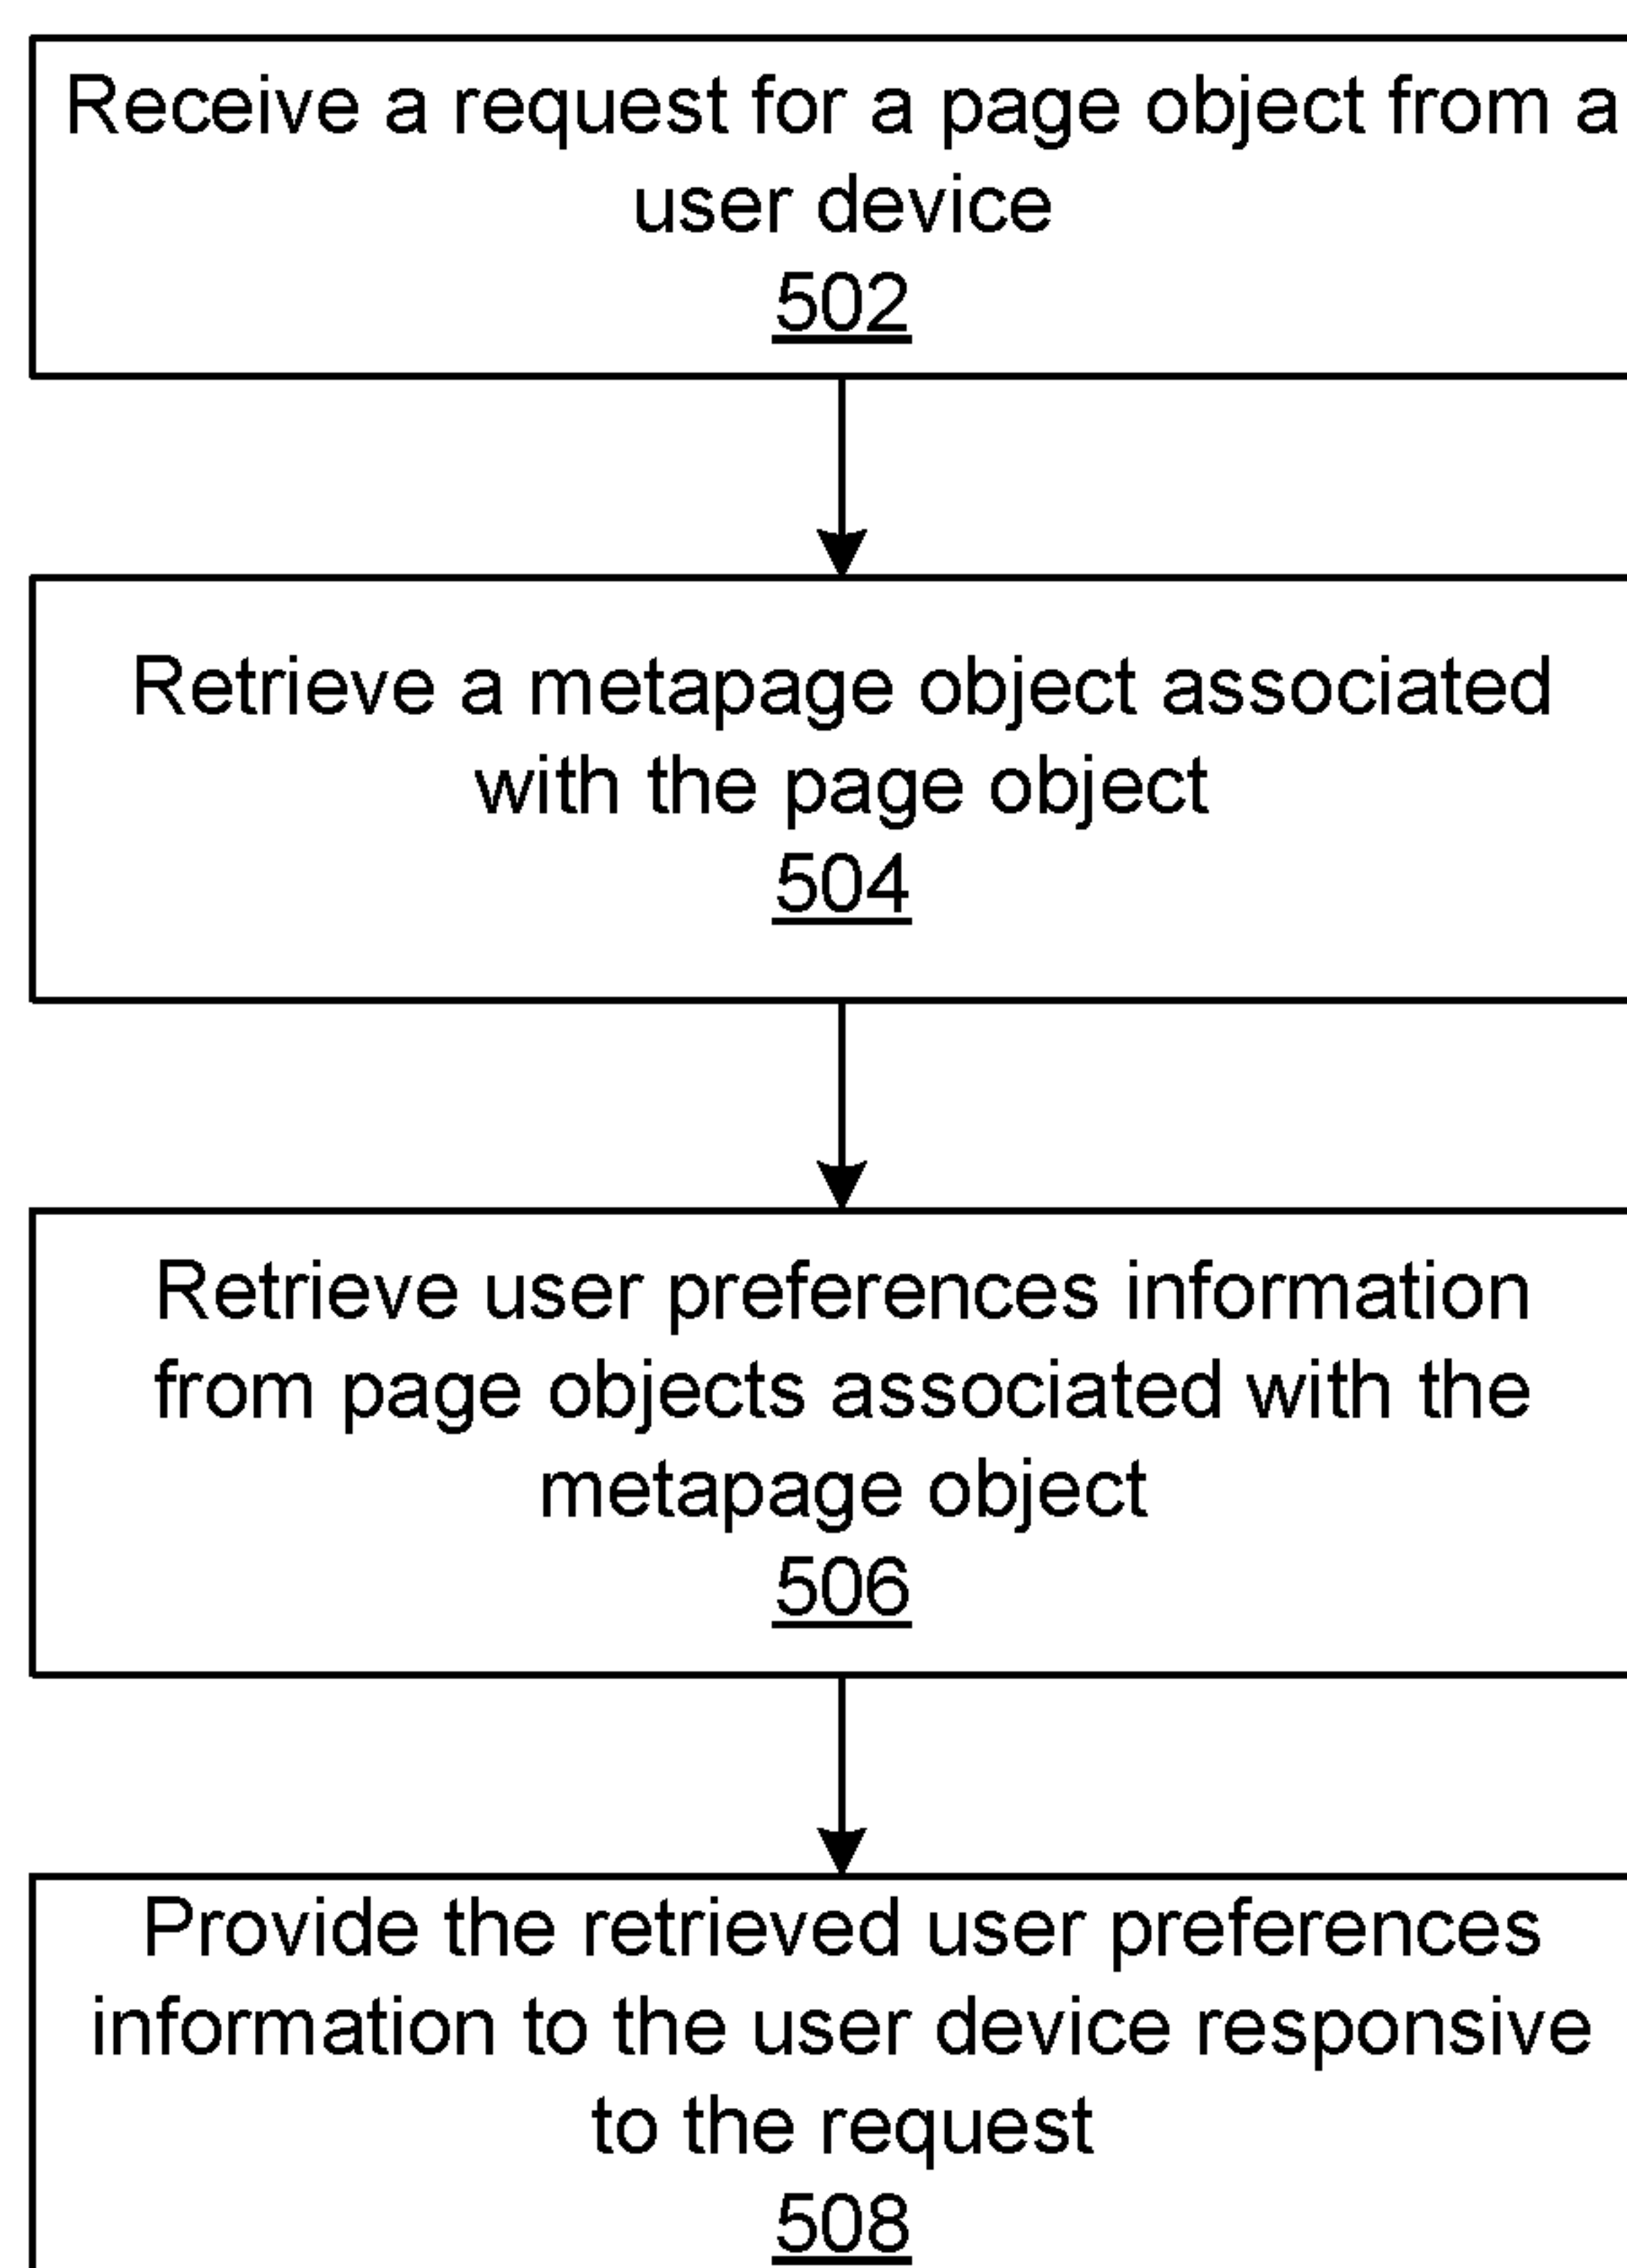 Receive a request for a page object from a
user device
502
Retrieve a metapage object associated
with the page object
504
Retrieve user preferences information
from page objects associated with the
metapage object
506
Provide the retrieved user preferences
information to the user device responsive
to the request
508